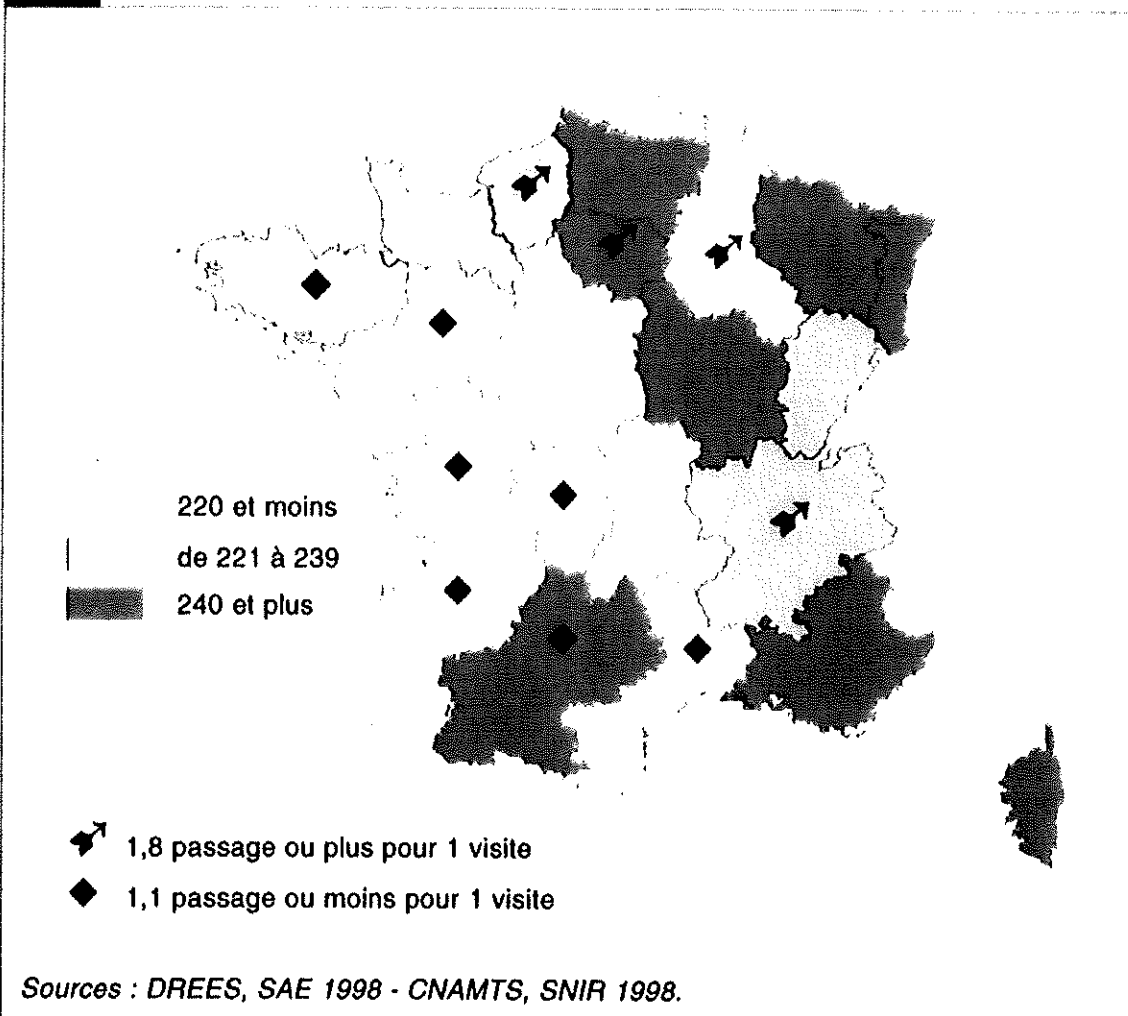 220 et moins
de 221 à 239
240 et plus
1,8 passage ou plus pour 1 visite
1,1 passage ou moins pour 1 visite
Sources : DREES, SAE 1998 - CNAMTS, SNIR 1998.